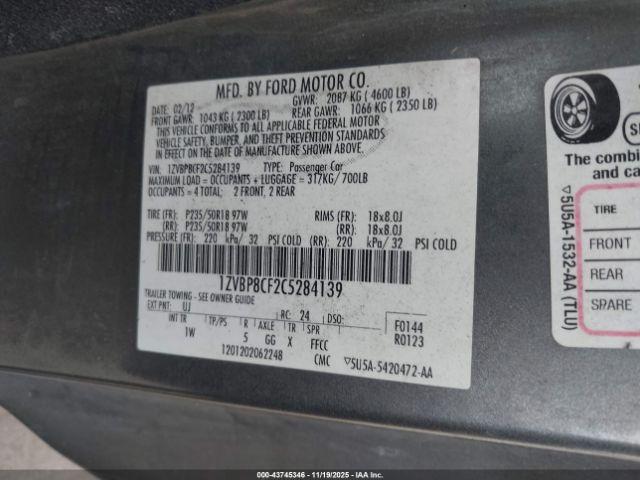 MFD. BY FORD MOTOR CO.
DATE: 02/12 GVWR: 2087 KG ( 4600 LB)
FRONT GAWR: 1043 KG ( 2300 LB) REAR GAWR: 1066 KG ( 2350 LB)
THIS VEHICLE CONFORMS TO ALL APPLICABLE FEDERAL MOTOR
VEHICLE SAFETY, BUMPER, AND THEFT PREVENTION STANDARDS
IN EFFECT ON THE DATE OF MANUFACTURE SHOWN ABOVE.
VIN: 1ZVBP8CF2C5284139 TYPE: Passenger Car
MAXIMUM LOAD = OCCUPANTS + LUGGAGE = 317KG/ 700LB
OCCUPANTS = 4 TOTAL: 2 FRONT, 2 REAR
TIRE (FR): P235/50R18 97W RIMS (FR): 18x8.0J
(RR): P235/50R18 97W (RR): 18x8.0J
PRESSURE (FR): 220 kPa/ 32 PSI COLD (RR): 220 kPa/ 32 PSI COLD
1ZVBP8CF2C5284139
TRAILER TOWING - SEE OWNER GUIDE
EXT PNT: UJ RC: 24 DSO: F0144
INT TR TP/PS R AXLE TR SPR R0123
1W 5 GG X FFCC
1201202062248 CMC ▽5U5A-5420472-AA
The combin
and ca
TIRE
FRONT
REAR
SPARE
▽5U5A-1532-AA (TLU)
00-43745346 - 11/19/2025 - IAAI.com